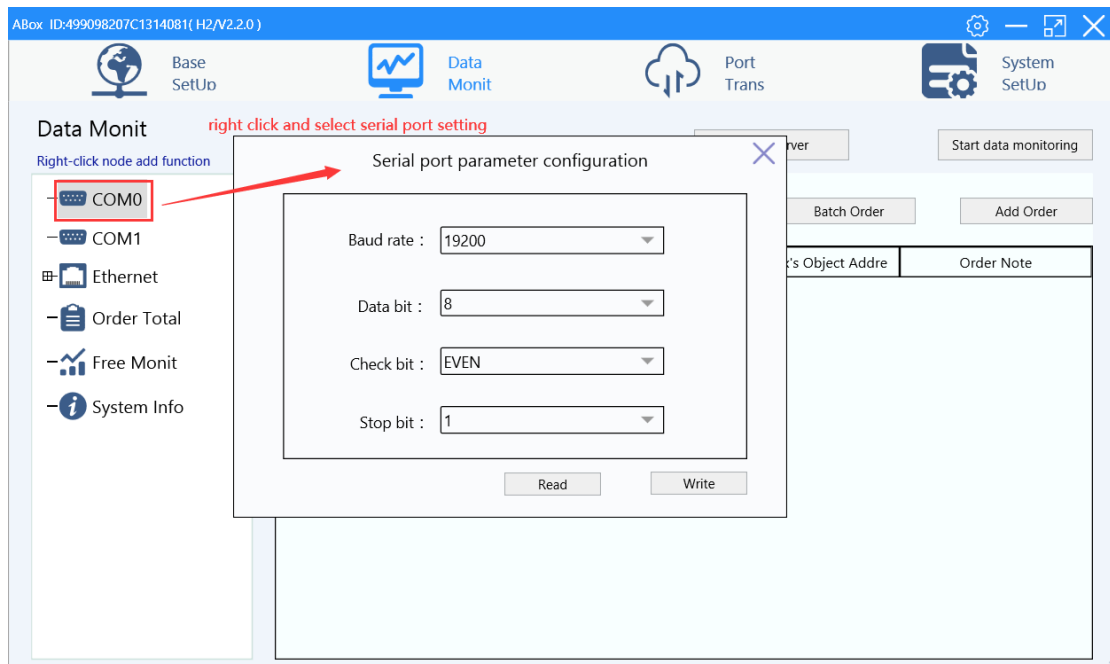 ABox ID:499098207C1314081( H2/V2.2.0 )
Base
SetUp
Data
Monit
Port
Trans
System
SetUp
Data Monit
right click and select serial port setting
Start data monitoring
Right-click node add function
Serial port parameter configuration
COM0
COM1
Ethernet
Order Total
Free Monit
System Info
Baud rate : 19200
Data bit : 8
Check bit : EVEN
Stop bit : 1
Read
Write
Batch Order
Add Order
's Object Addre
Order Note